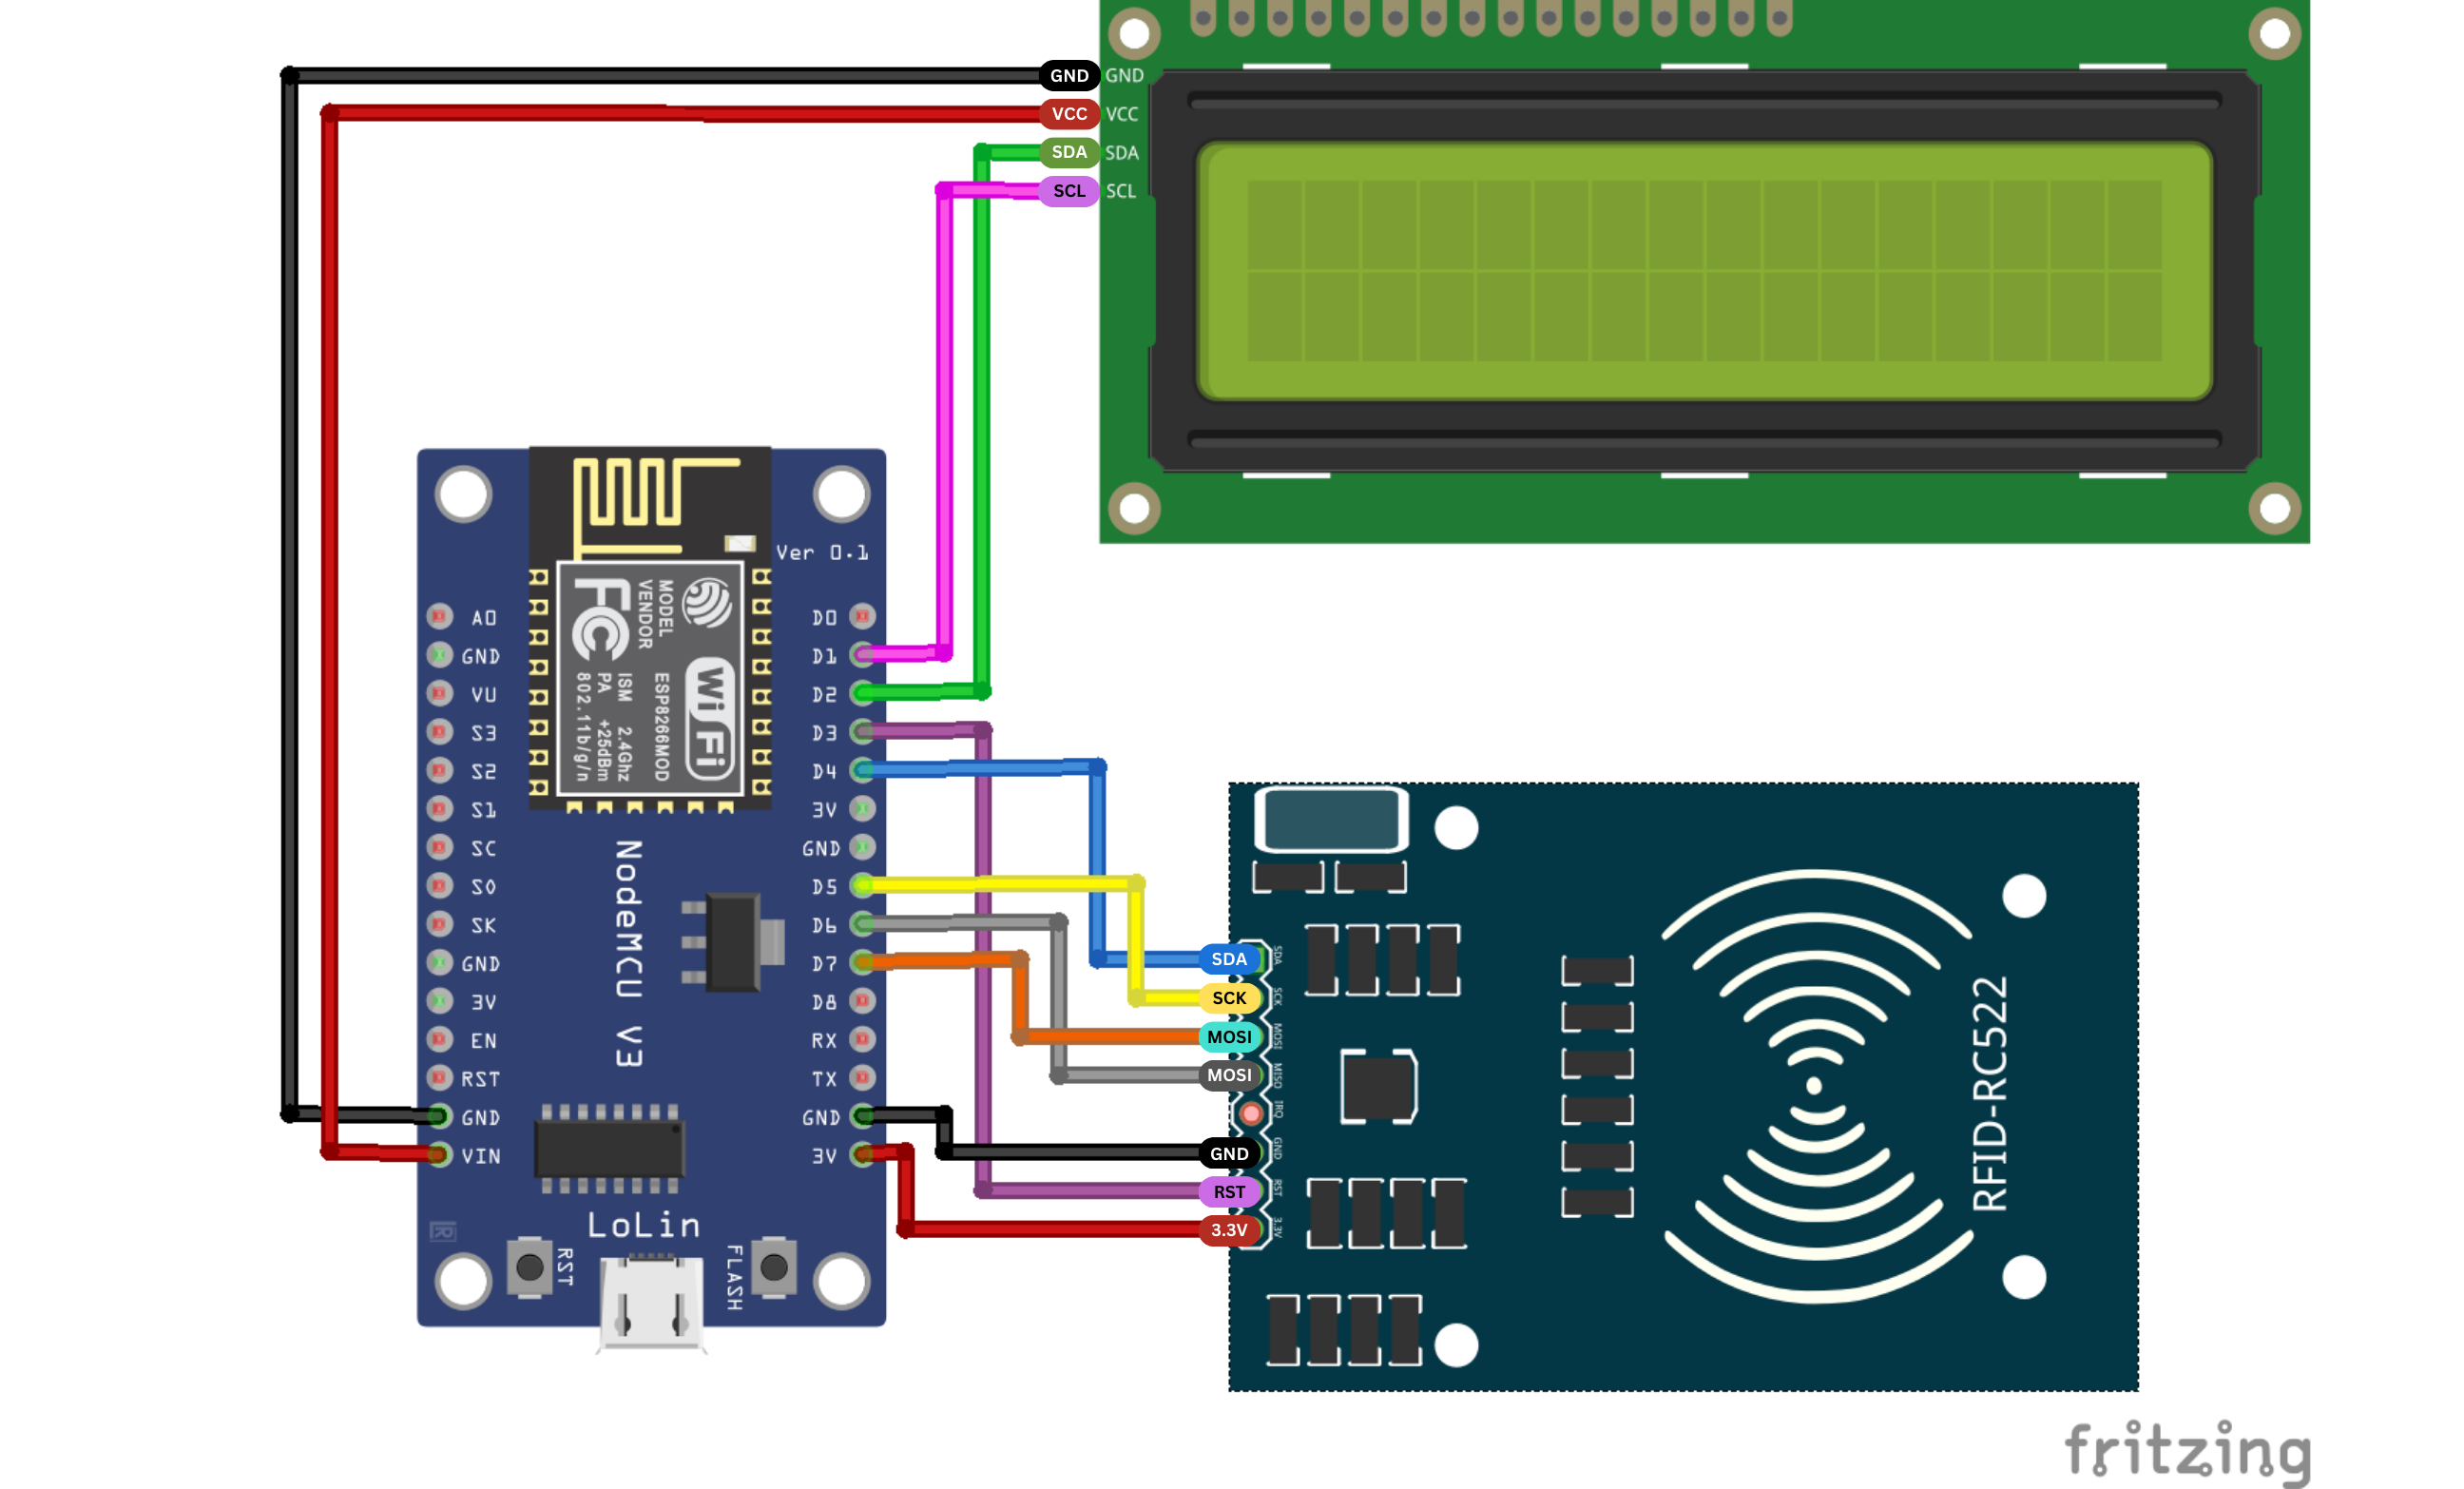 GND GND
VCC VCC
SDA SDA
SCL SCL
Ver 0.1
FC
MODEL
VENDOR
ESP8266MOD
WiFi
ISM 2.4GHz
PA +25dBm
802.11b/g/n
A0
GND
VU
S3
S2
S1
SC
S0
SK
GND
3V
EN
RST
GND
VIN
D0
D1
D2
D3
D4
3V
GND
D5
D6
D7
D8
RX
TX
GND
3V
NodeMCU V3
LoLin
RST
FLASH
R
SDA SDA
SCK SCK
MOSI MOSI
MOSI MISO
IRQ
GND GND
RST RST
3.3V 3.3V
RFID-RC522
fritzing